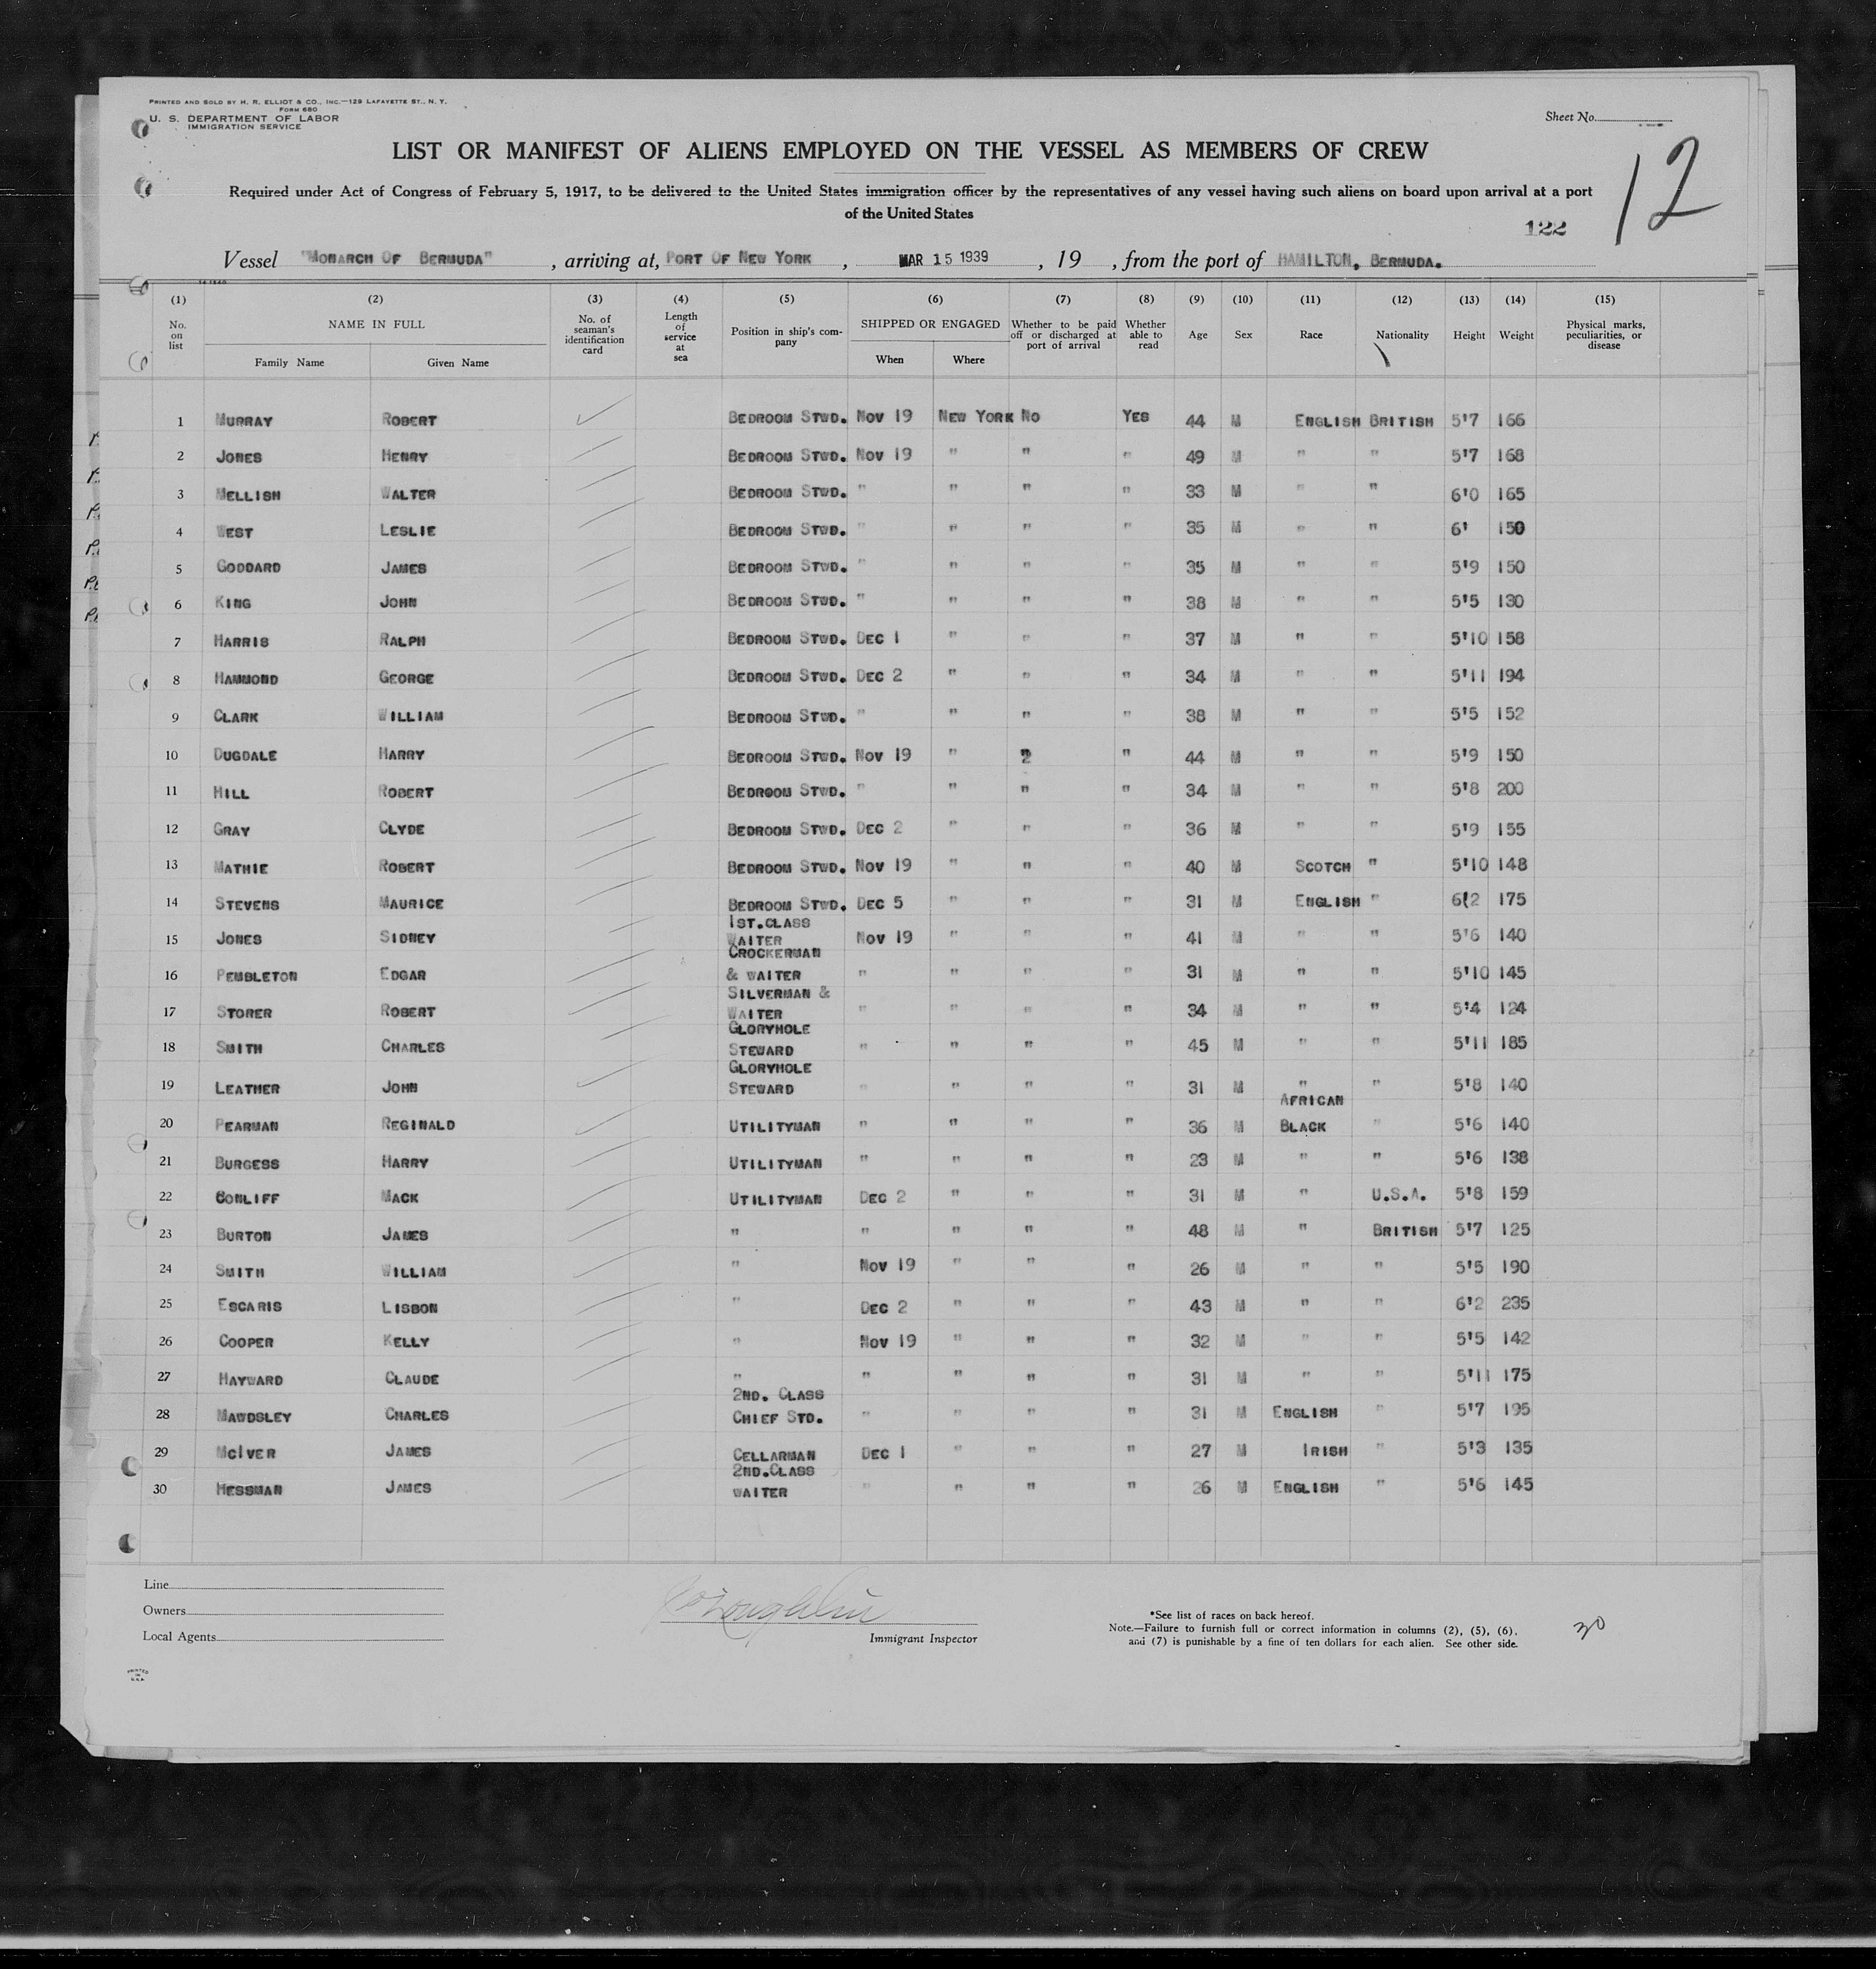 PRINTED AND SOLD BY H. R. ELLIOT & CO., INC.—129 LAFAYETTE ST., N. Y.
FORM 680
U. S. DEPARTMENT OF LABOR
IMMIGRATION SERVICE
Sheet No.
LIST OR MANIFEST OF ALIENS EMPLOYED ON THE VESSEL AS MEMBERS OF CREW
12
Required under Act of Congress of February 5, 1917, to be delivered to the United States immigration officer by the representatives of any vessel having such aliens on board upon arrival at a port
of the United States
122
Vessel "MONARCH OF BERMUDA" , arriving at, PORT OF NEW YORK , MAR 15 1939 , 19 , from the port of HAMILTON, BERMUDA.
(1) (2) (3) (4) (5) (6) (7) (8) (9) (10) (11) (12) (13) (14) (15)
No. on list NAME IN FULL Family Name Given Name No. of seaman's identification card Length of service at sea Position in ship's company SHIPPED OR ENGAGED When Where Whether to be paid off or discharged at port of arrival Whether able to read Age Sex Race Nationality Height Weight Physical marks, peculiarities, or disease
1 MURRAY ROBERT BEDROOM STWD. NOV 19 NEW YORK NO YES 44 M ENGLISH BRITISH 5'7 166
2 JONES HENRY BEDROOM STWD. NOV 19 " " " 49 M " " 5'7 168
3 MELLISH WALTER BEDROOM STWD. " " " " 33 M " " 6'0 165
4 WEST LESLIE BEDROOM STWD. " " " " 35 M " " 6' 150
5 GODDARD JAMES BEDROOM STWD. " " " " 35 M " " 5'9 150
6 KING JOHN BEDROOM STWD. " " " " 38 M " " 5'5 130
7 HARRIS RALPH BEDROOM STWD. DEC 1 " " " 37 M " " 5'10 158
8 HAMMOND GEORGE BEDROOM STWD. DEC 2 " " " 34 M " " 5'11 194
9 CLARK WILLIAM BEDROOM STWD. " " " " 38 M " " 5'5 152
10 DUGDALE HARRY BEDROOM STWD. NOV 19 " " " 44 M " " 5'9 150
11 HILL ROBERT BEDROOM STWD. " " " " 34 M " " 5'8 200
12 GRAY CLYDE BEDROOM STWD. DEC 2 " " " 36 M " " 5'9 155
13 MATHIE ROBERT BEDROOM STWD. NOV 19 " " " 40 M SCOTCH " 5'10 148
14 STEVENS MAURICE BEDROOM STWD. DEC 5 " " " 31 M ENGLISH " 6'2 175
15 JONES SIDNEY 1ST.CLASS WAITER NOV 19 " " " 41 M " " 5'6 140
16 PEMBLETON EDGAR CROCKERMAN & WAITER " " " " 31 M " " 5'10 145
17 STORER ROBERT SILVERMAN & WAITER " " " " 34 M " " 5'4 124
18 SMITH CHARLES GLORYHOLE STEWARD " " " " 45 M " " 5'11 185
19 LEATHER JOHN GLORYHOLE STEWARD " " " " 31 M " " 5'8 140
20 PEARMAN REGINALD UTILITYMAN " " " " 36 M AFRICAN BLACK " 5'6 140
21 BURGESS HARRY UTILITYMAN " " " " 23 M " " 5'6 138
22 CONLIFF MACK UTILITYMAN DEC 2 " " " 31 M " U.S.A. 5'8 159
23 BURTON JAMES " " " " " 48 M " BRITISH 5'7 125
24 SMITH WILLIAM " NOV 19 " " " 26 M " " 5'5 190
25 ESCARIS LISBON " DEC 2 " " " 43 M " " 6'2 235
26 COOPER KELLY " NOV 19 " " " 32 M " " 5'5 142
27 HAYWARD CLAUDE " " " " " 31 M " " 5'11 175
28 MAWDSLEY CHARLES 2ND. CLASS CHIEF STD. " " " " 31 M ENGLISH " 5'7 195
29 MCIVER JAMES CELLARMAN DEC 1 " " " 27 M IRISH " 5'3 135
30 MESSMAN JAMES 2ND.CLASS WAITER " " " " 26 M ENGLISH " 5'6 145
Line
Owners
Local Agents
Immigrant Inspector
*See list of races on back hereof.
Note.—Failure to furnish full or correct information in columns (2), (5), (6),
and (7) is punishable by a fine of ten dollars for each alien. See other side.
30
PRINTED
IN
U.S.A.